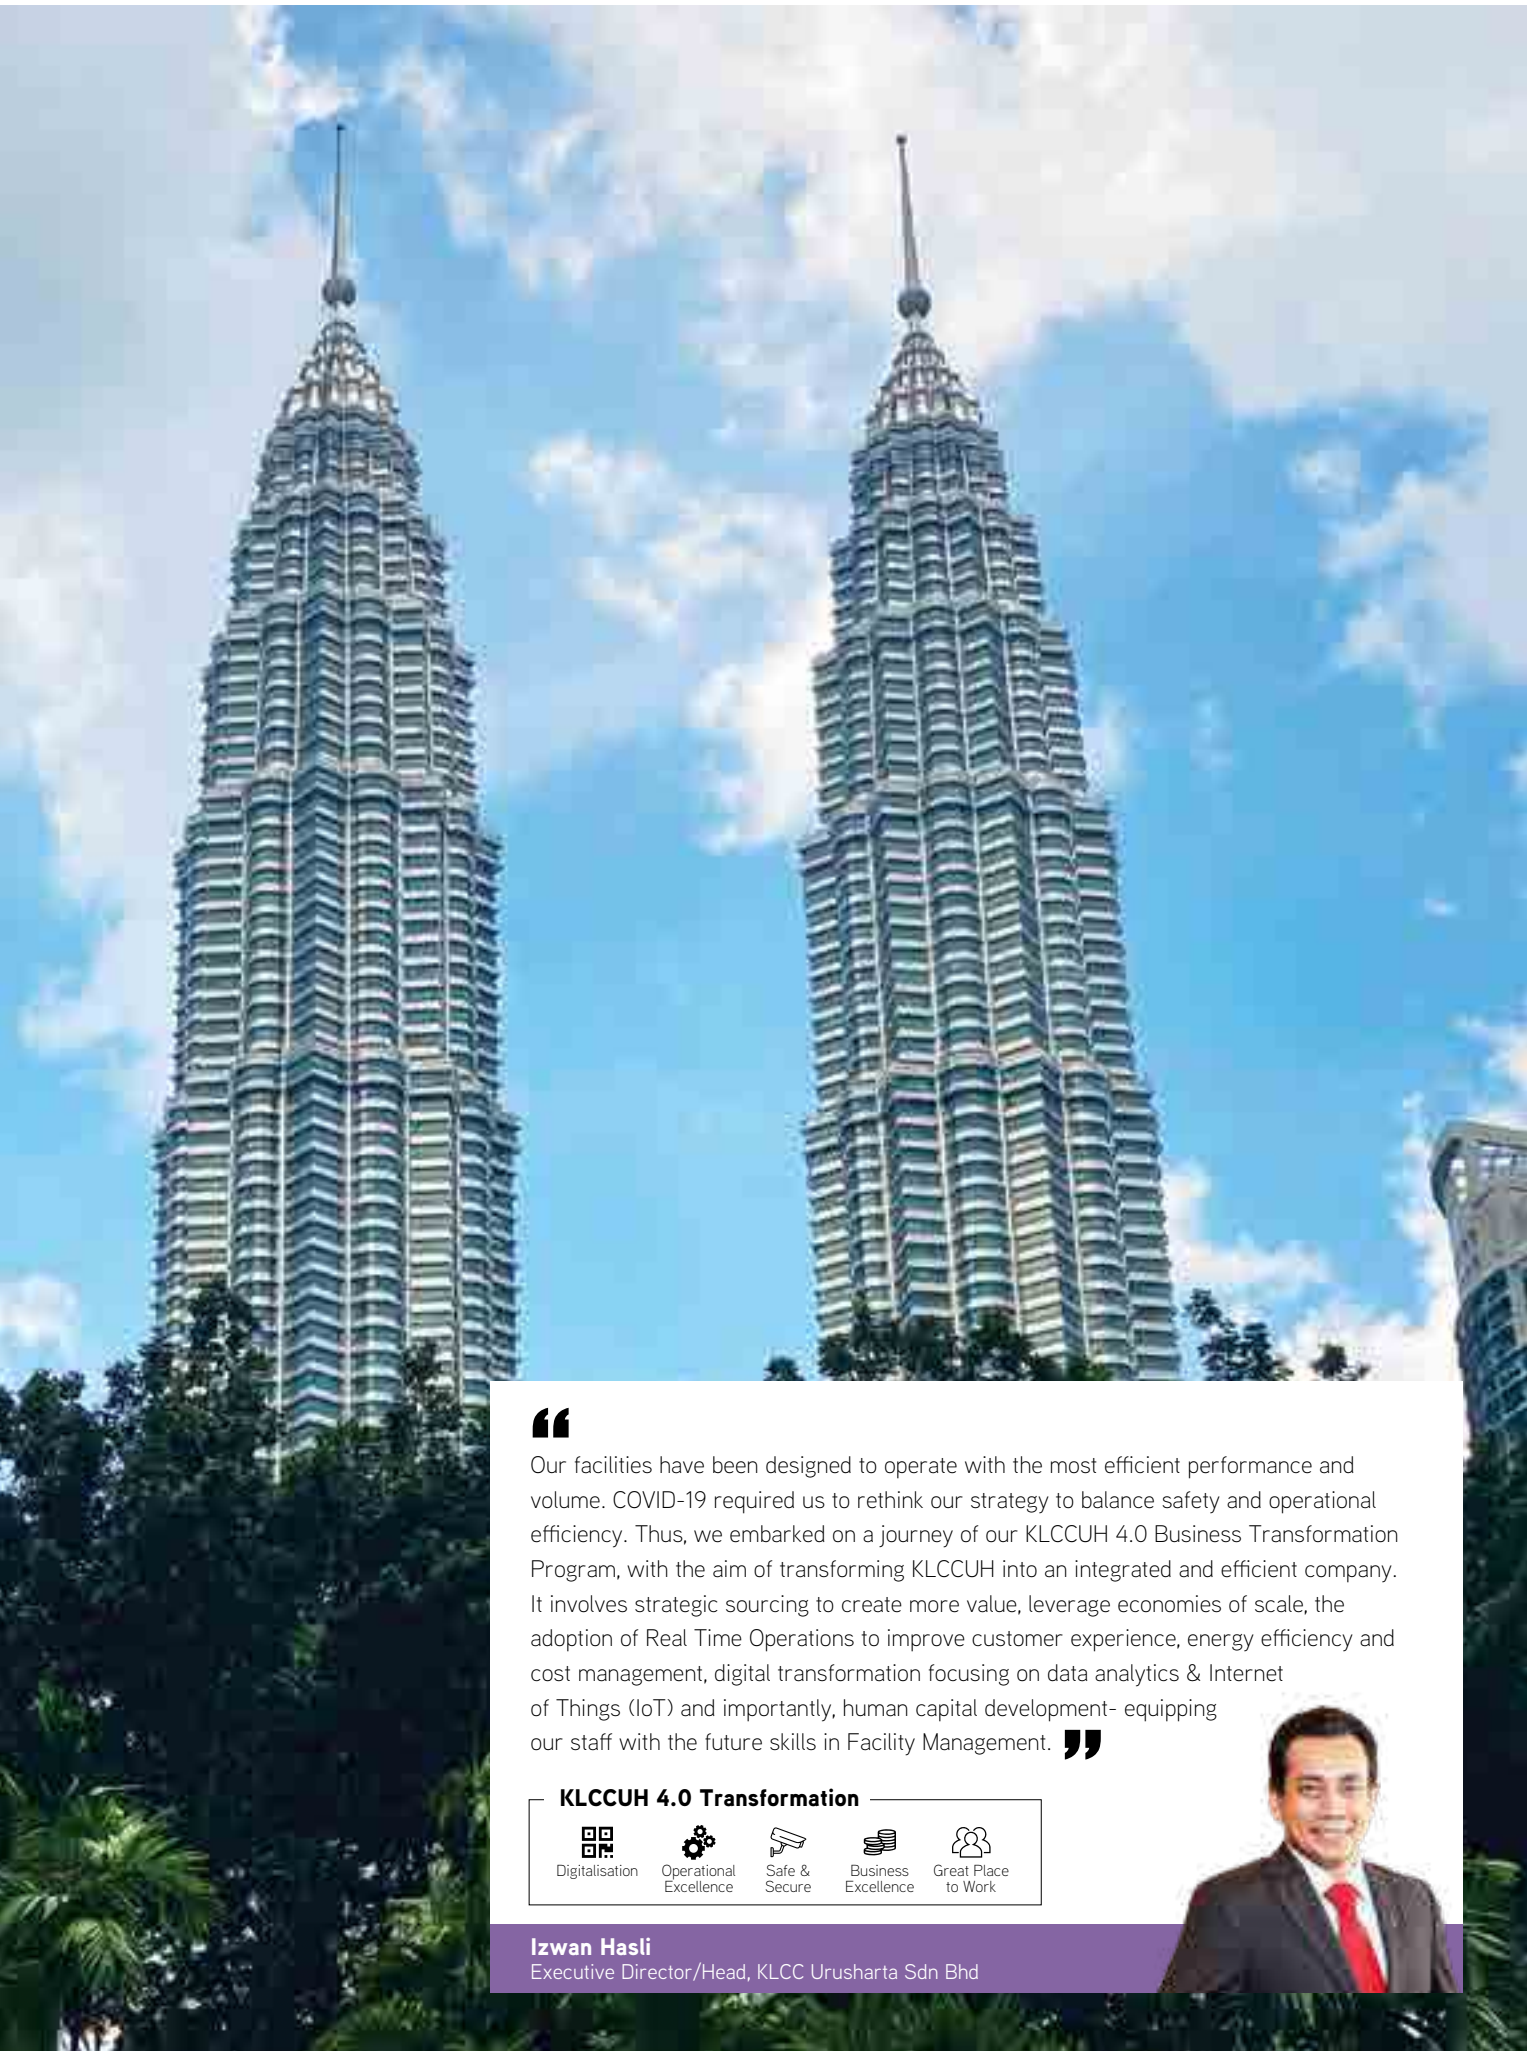 “
Our facilities have been designed to operate with the most efficient performance and
volume. COVID-19 required us to rethink our strategy to balance safety and operational
efficiency. Thus, we embarked on a journey of our KLCCUH 4.0 Business Transformation
Program, with the aim of transforming KLCCUH into an integrated and efficient company.
It involves strategic sourcing to create more value, leverage economies of scale, the
adoption of Real Time Operations to improve customer experience, energy efficiency and
cost management, digital transformation focusing on data analytics & Internet
of Things (IoT) and importantly, human capital development- equipping
our staff with the future skills in Facility Management. ”
KLCCUH 4.0 Transformation
Digitalisation
Operational
Excellence
Safe &
Secure
Business
Excellence
Great Place
to Work
Izwan Hasli
Executive Director/Head, KLCC Urusharta Sdn Bhd